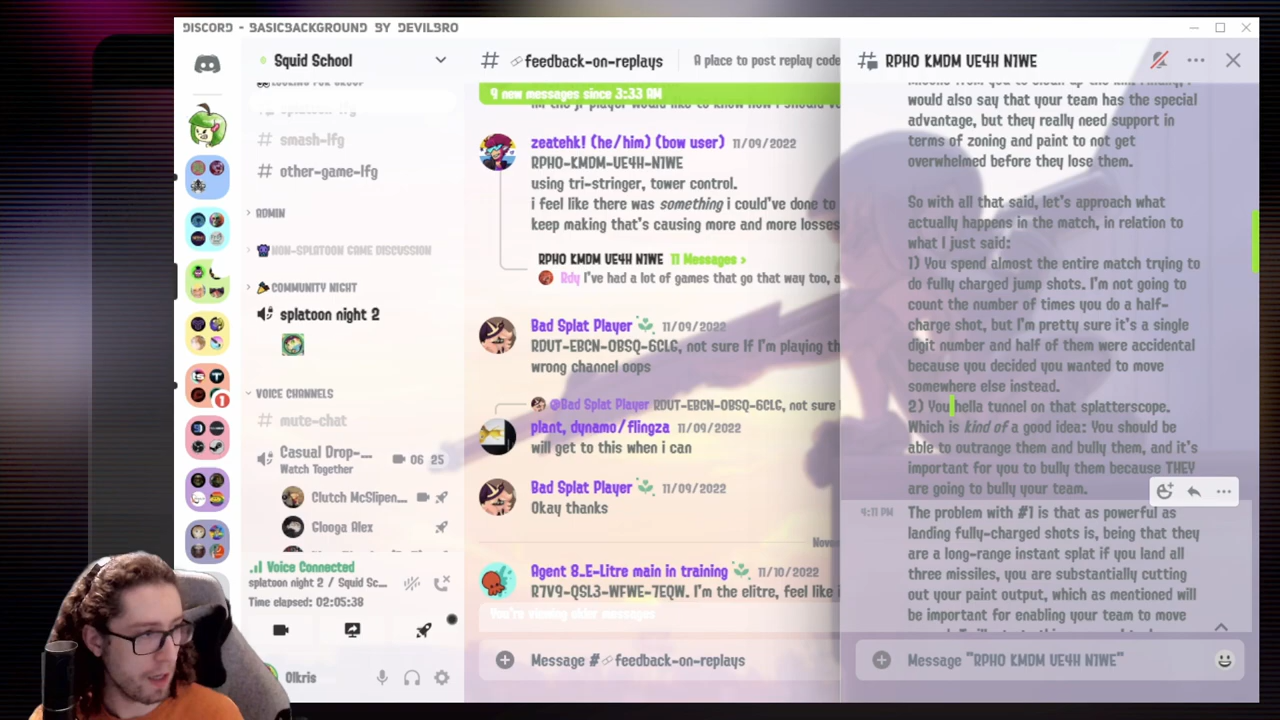 DISCORD - BASICBACKGROUND BY DEVILBRO
Squid School
smash-lfg
other-game-lfg
ADMIN
NON-SPLATOON GAME DISCUSSION
COMMUNITY NIGHT
splatoon night 2
VOICE CHANNELS
mute-chat
Casual Drop-...
06 25
Watch Together
Clutch McSlipen...
Clooga Alex
Voice Connected
splatoon night 2 / Squid Sc...
Time elapsed: 02:05:38
Olkris
1
feedback-on-replays
A place to post replay code
9 new messages since 3:33 AM
zeatehk! (he/him) (bow user) 11/09/2022
RPHO-KMDM-UE4H-N1WE
using tri-stringer, tower control.
i feel like there was something i could've done to
keep making that's causing more and more losses
RPHO KMDM UE4H N1WE 11 Messages ›
Rdy I've had a lot of games that go that way too, a
Bad Splat Player 11/09/2022
RDUT-EBCN-0BSQ-6CLG, not sure If I'm playing th
wrong channel oops
@Bad Splat Player RDUT-EBCN-0BSQ-6CLG, not sure
plant, dynamo/flingza 11/09/2022
will get to this when i can
Bad Splat Player 11/09/2022
Okay thanks
Nove
Agent 8_E-Litre main in training 11/10/2022
R7V9-QSL3-WFWE-7EQW. I'm the elitre, feel like
You're viewing older messages
Message # feedback-on-replays
RPHO KMDM UE4H N1WE
would also say that your team has the special
advantage, but they really need support in
terms of zoning and paint to not get
overwhelmed before they lose them.
So with all that said, let's approach what
actually happens in the match, in relation to
what I just said:
1) You spend almost the entire match trying to
do fully charged jump shots. I'm not going to
count the number of times you do a half-
charge shot, but I'm pretty sure it's a single
digit number and half of them were accidental
because you decided you wanted to move
somewhere else instead.
2) You hella tunnel on that splatterscope.
Which is kind of a good idea: You should be
able to outrange them and bully them, and it's
important for you to bully them because THEY
are going to bully your team.
4:11 PM The problem with #1 is that as powerful as
landing fully-charged shots is, being that they
are a long-range instant splat if you land all
three missiles, you are substantially cutting
out your paint output, which as mentioned will
be important for enabling your team to move
Message "RPHO KMDM UE4H N1WE"